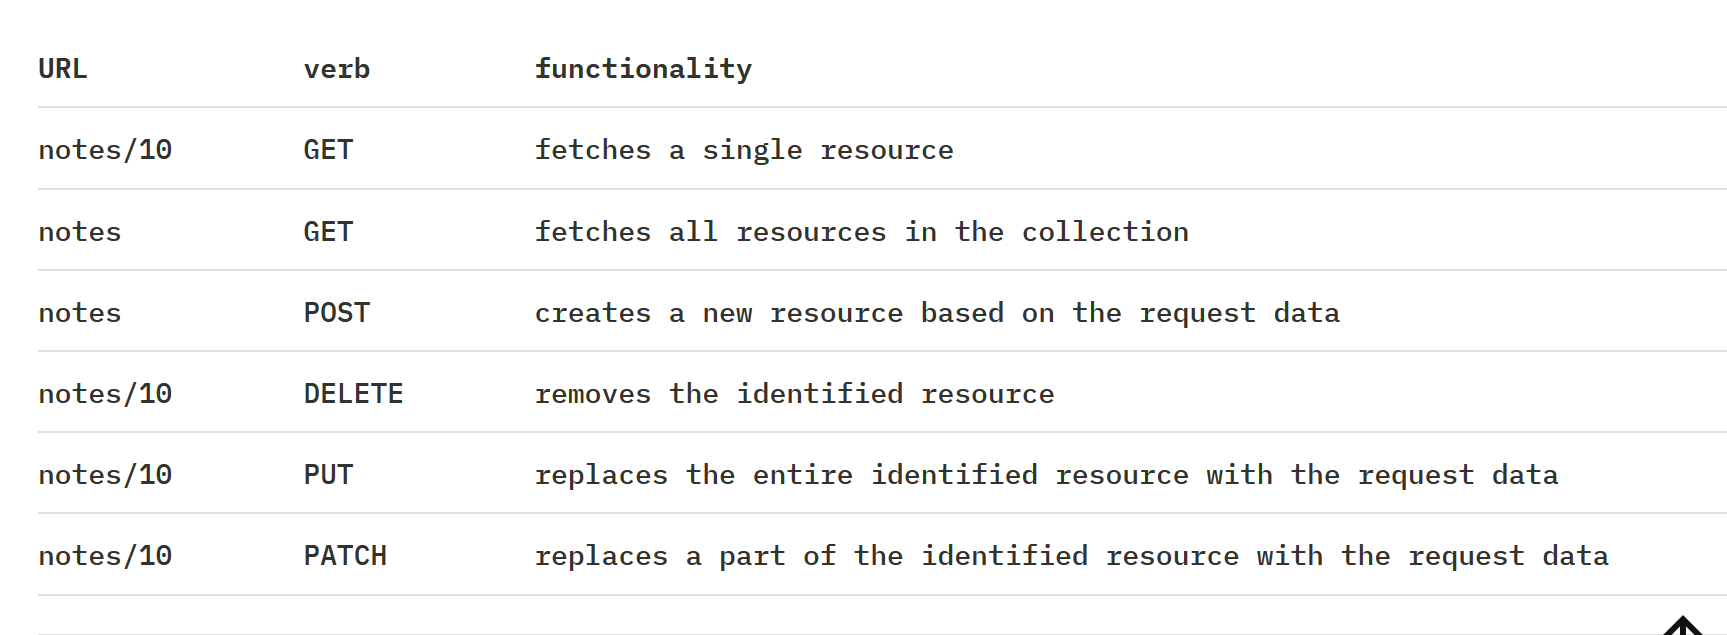 URL verb functionality
notes/10 GET fetches a single resource
notes GET fetches all resources in the collection
notes POST creates a new resource based on the request data
notes/10 DELETE removes the identified resource
notes/10 PUT replaces the entire identified resource with the request data
notes/10 PATCH replaces a part of the identified resource with the request data